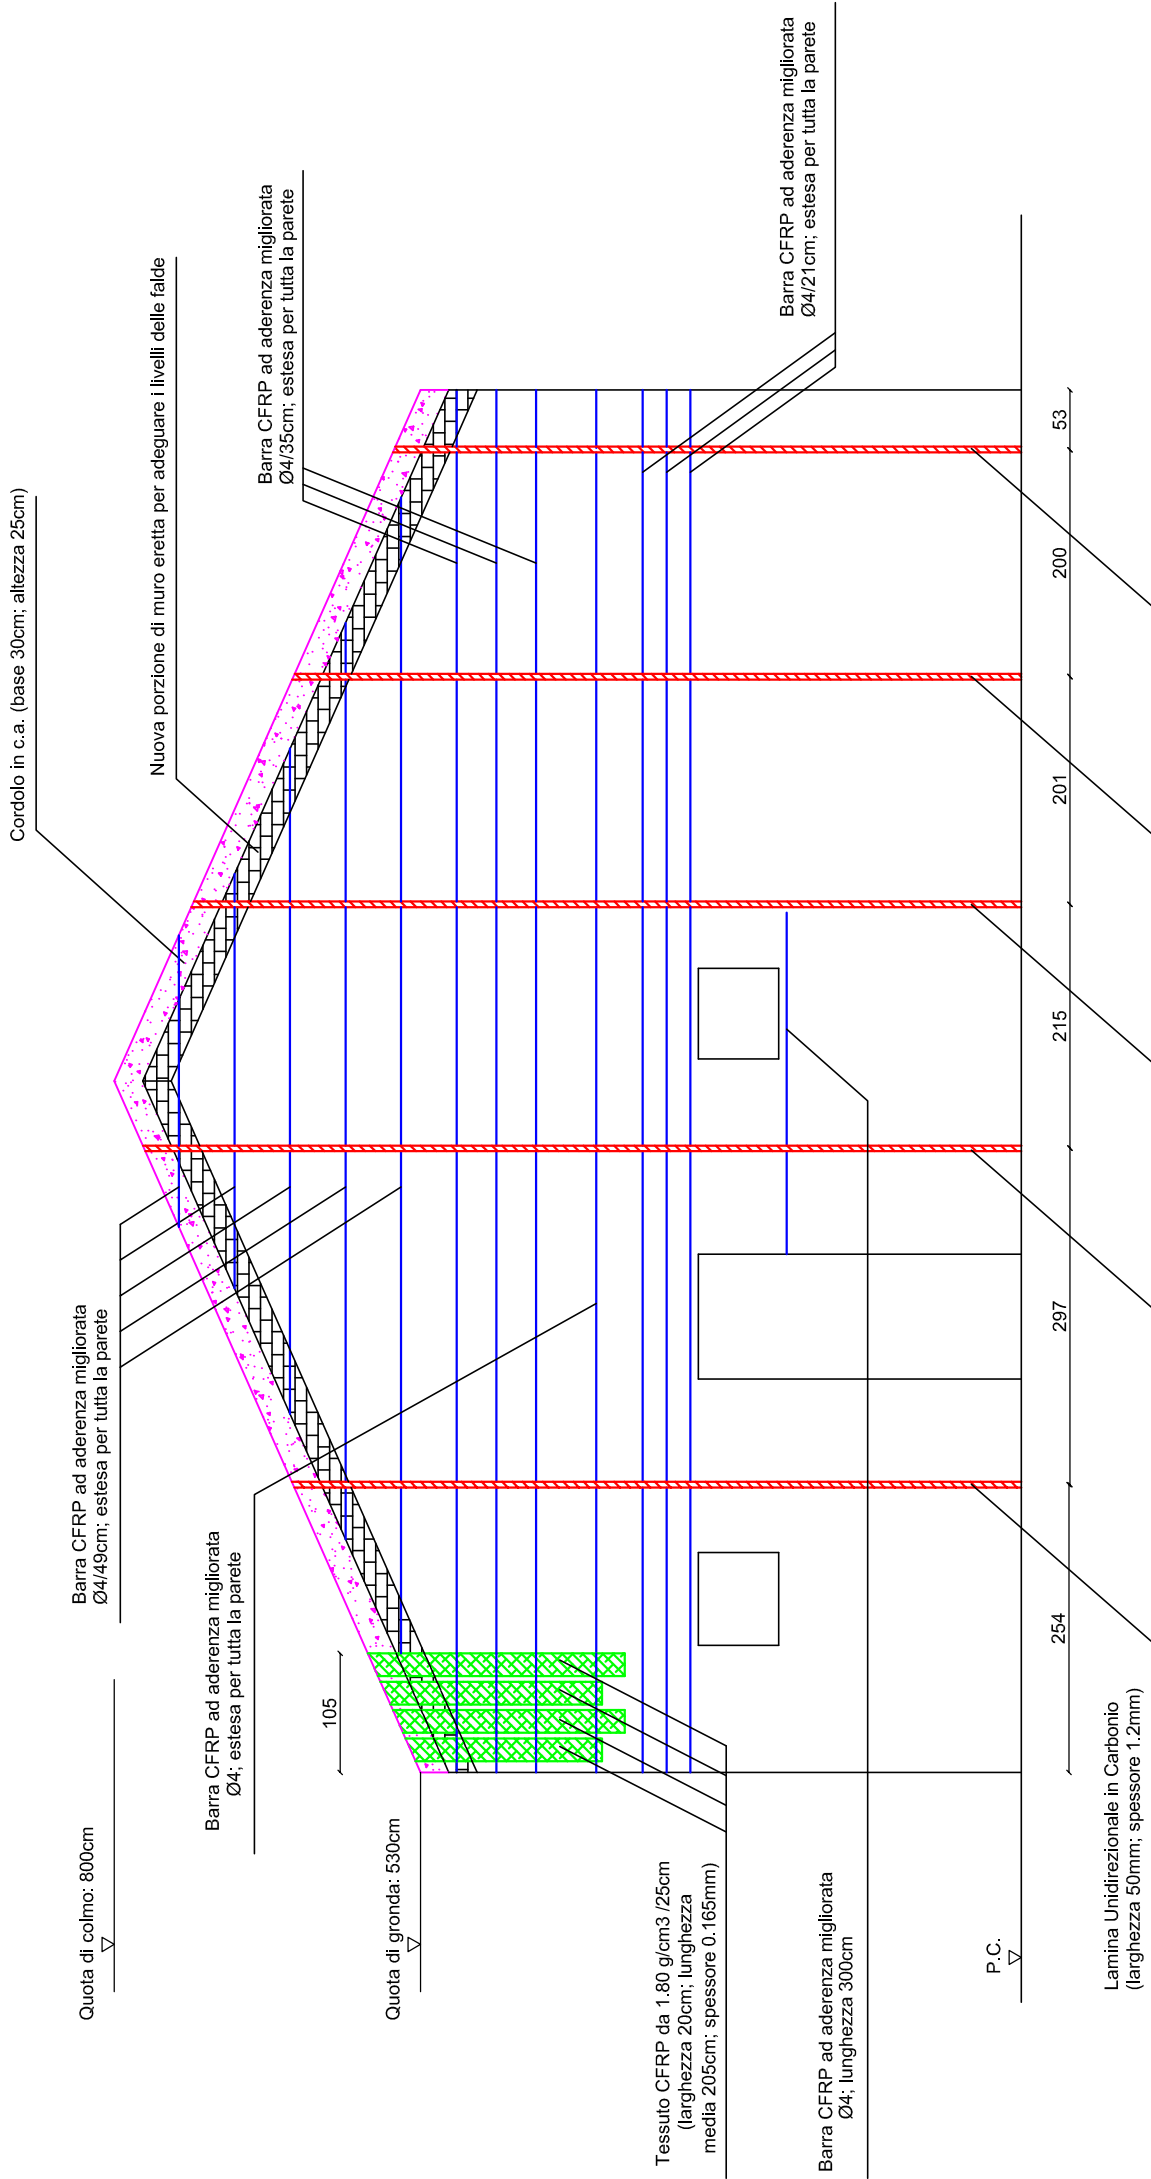 Cordolo in c.a. (base 30cm; altezza 25cm)
Nuova porzione di muro eretta per adeguare i livelli delle falde
Barra CFRP ad aderenza migliorata
Ø4/35cm; estesa per tutta la parete
Barra CFRP ad aderenza migliorata
Ø4/21cm; estesa per tutta la parete
Barra CFRP ad aderenza migliorata
Ø4/49cm; estesa per tutta la parete
Barra CFRP ad aderenza migliorata
Ø4; estesa per tutta la parete
Quota di colmo: 800cm
Quota di gronda: 530cm
105
Tessuto CFRP da 1.80 g/cm3 /25cm
(larghezza 20cm; lunghezza
media 205cm; spessore 0.165mm)
Barra CFRP ad aderenza migliorata
Ø4; lunghezza 300cm
P.C.
254
297
215
201
200
53
Lamina Unidirezionale in Carbonio
(larghezza 50mm; spessore 1.2mm)